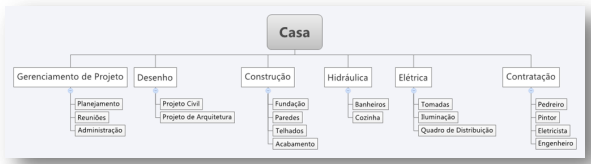 Casa
Gerenciamento de Projeto
Planejamento
Reuniões
Administração
Desenho
Projeto Civil
Projeto de Arquitetura
Construção
Fundação
Paredes
Telhados
Acabamento
Hidráulica
Banheiros
Cozinha
Elétrica
Tomadas
Iluminação
Quadro de Distribuição
Contratação
Pedreiro
Pintor
Eletricista
Engenheiro